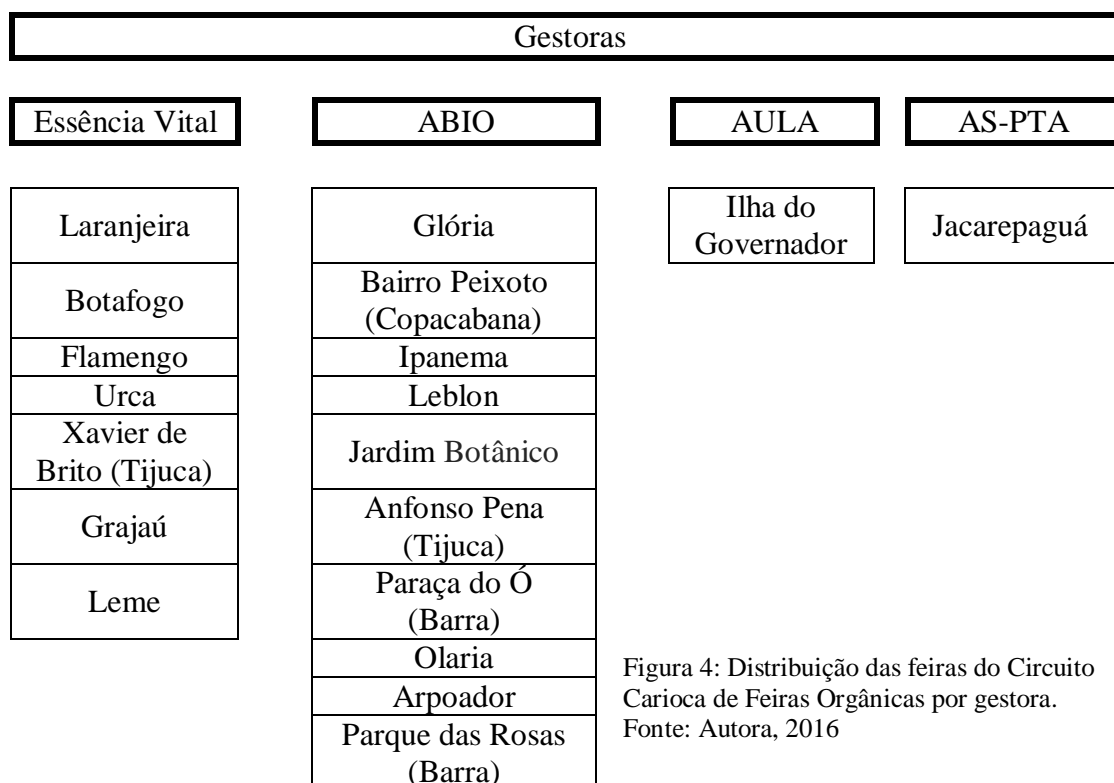 Gestoras
Essência Vital
ABIO
AULA
AS-PTA
Laranjeira
Botafogo
Flamengo
Urca
Xavier de
Brito (Tijuca)
Grajaú
Leme
Glória
Bairro Peixoto
(Copacabana)
Ipanema
Leblon
Jardim Botânico
Anfonso Pena
(Tijuca)
Paraça do Ó
(Barra)
Olaria
Arpoador
Parque das Rosas
(Barra)
Ilha do
Governador
Jacarepaguá
Figura 4: Distribuição das feiras do Circuito
Carioca de Feiras Orgânicas por gestora.
Fonte: Autora, 2016